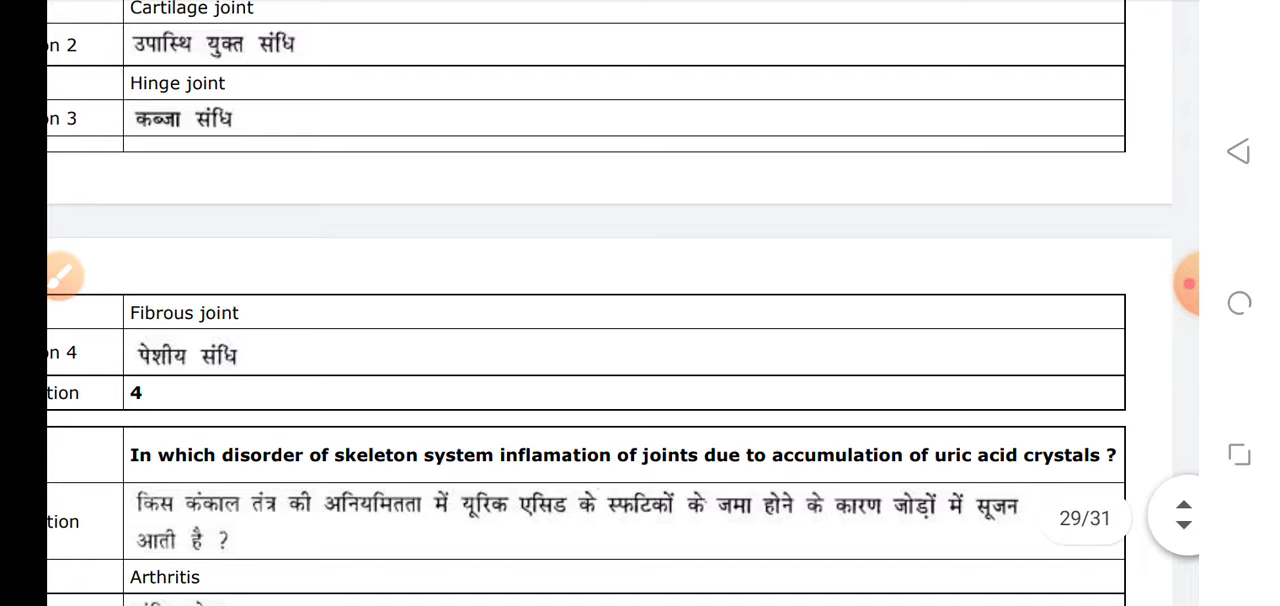 Cartilage joint
n 2
उपास्थि युक्त संधि
Hinge joint
n 3
कब्जा संधि
Fibrous joint
n 4
पेशीय संधि
tion
4
In which disorder of skeleton system inflamation of joints due to accumulation of uric acid crystals ?
tion
किस कंकाल तंत्र की अनियमितता में यूरिक एसिड के स्फटिकों के जमा होने के कारण जोड़ों में सूजन
आती है ?
29/31
Arthritis